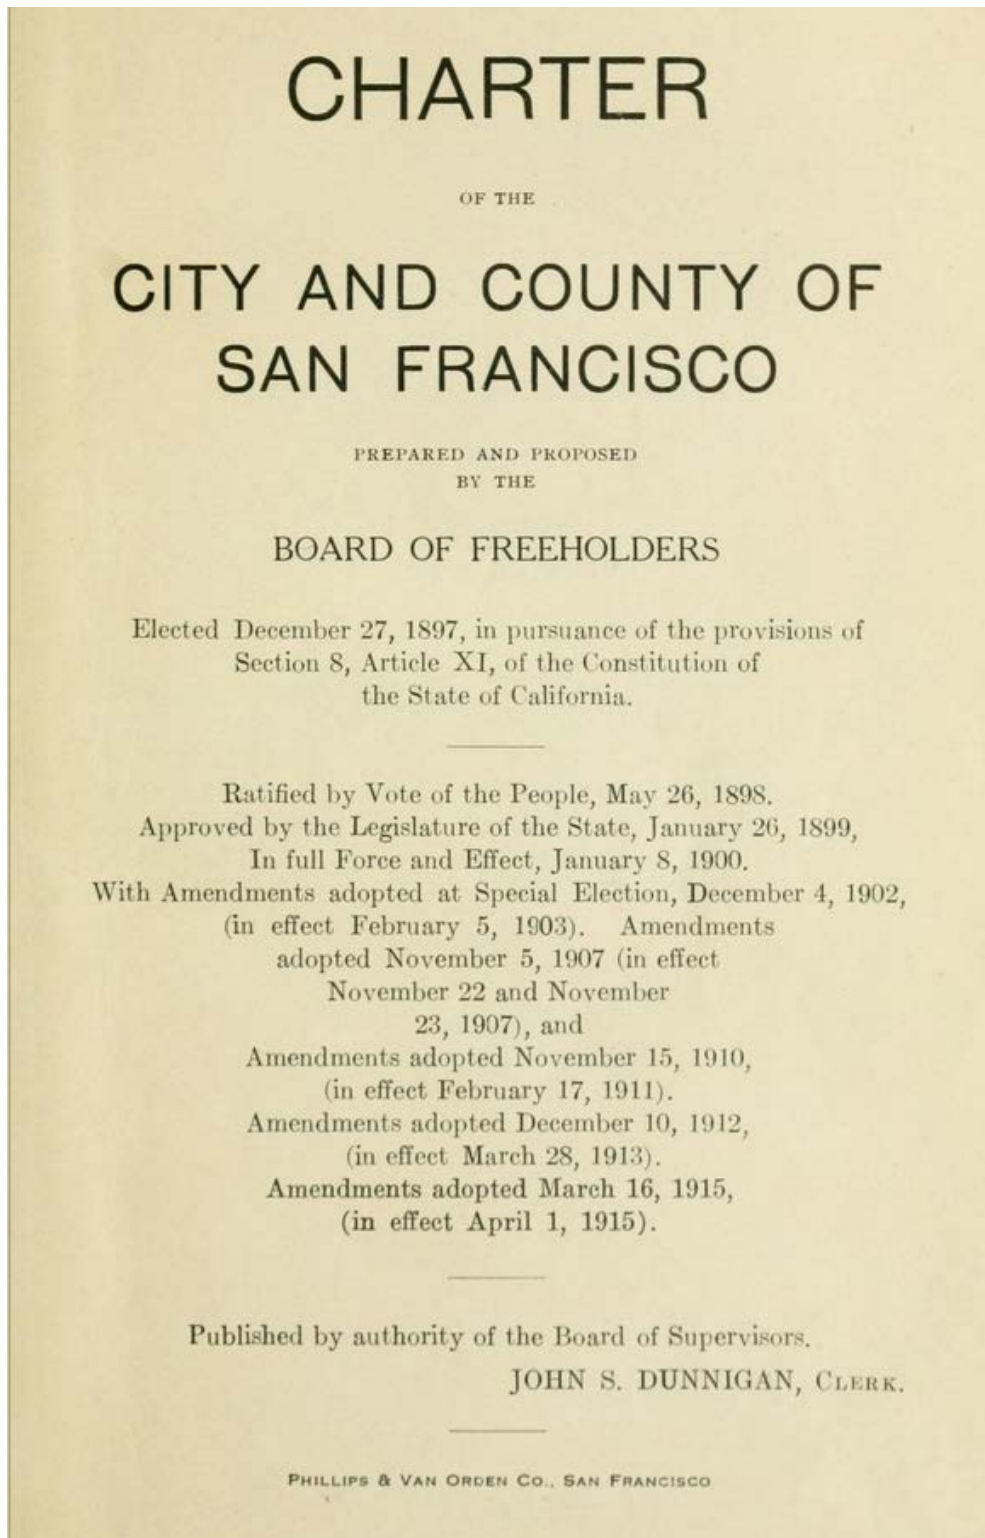 CHARTER
OF THE
CITY AND COUNTY OF
SAN FRANCISCO
PREPARED AND PROPOSED
BY THE
BOARD OF FREEHOLDERS
Elected December 27, 1897, in pursuance of the provisions of
Section 8, Article XI, of the Constitution of
the State of California.
Ratified by Vote of the People, May 26, 1898.
Approved by the Legislature of the State, January 26, 1899,
In full Force and Effect, January 8, 1900.
With Amendments adopted at Special Election, December 4, 1902,
(in effect February 5, 1903). Amendments
adopted November 5, 1907 (in effect
November 22 and November
23, 1907), and
Amendments adopted November 15, 1910,
(in effect February 17, 1911).
Amendments adopted December 10, 1912,
(in effect March 28, 1913).
Amendments adopted March 16, 1915,
(in effect April 1, 1915).
Published by authority of the Board of Supervisors.
JOHN S. DUNNIGAN, CLERK.
PHILLIPS & VAN ORDEN CO., SAN FRANCISCO